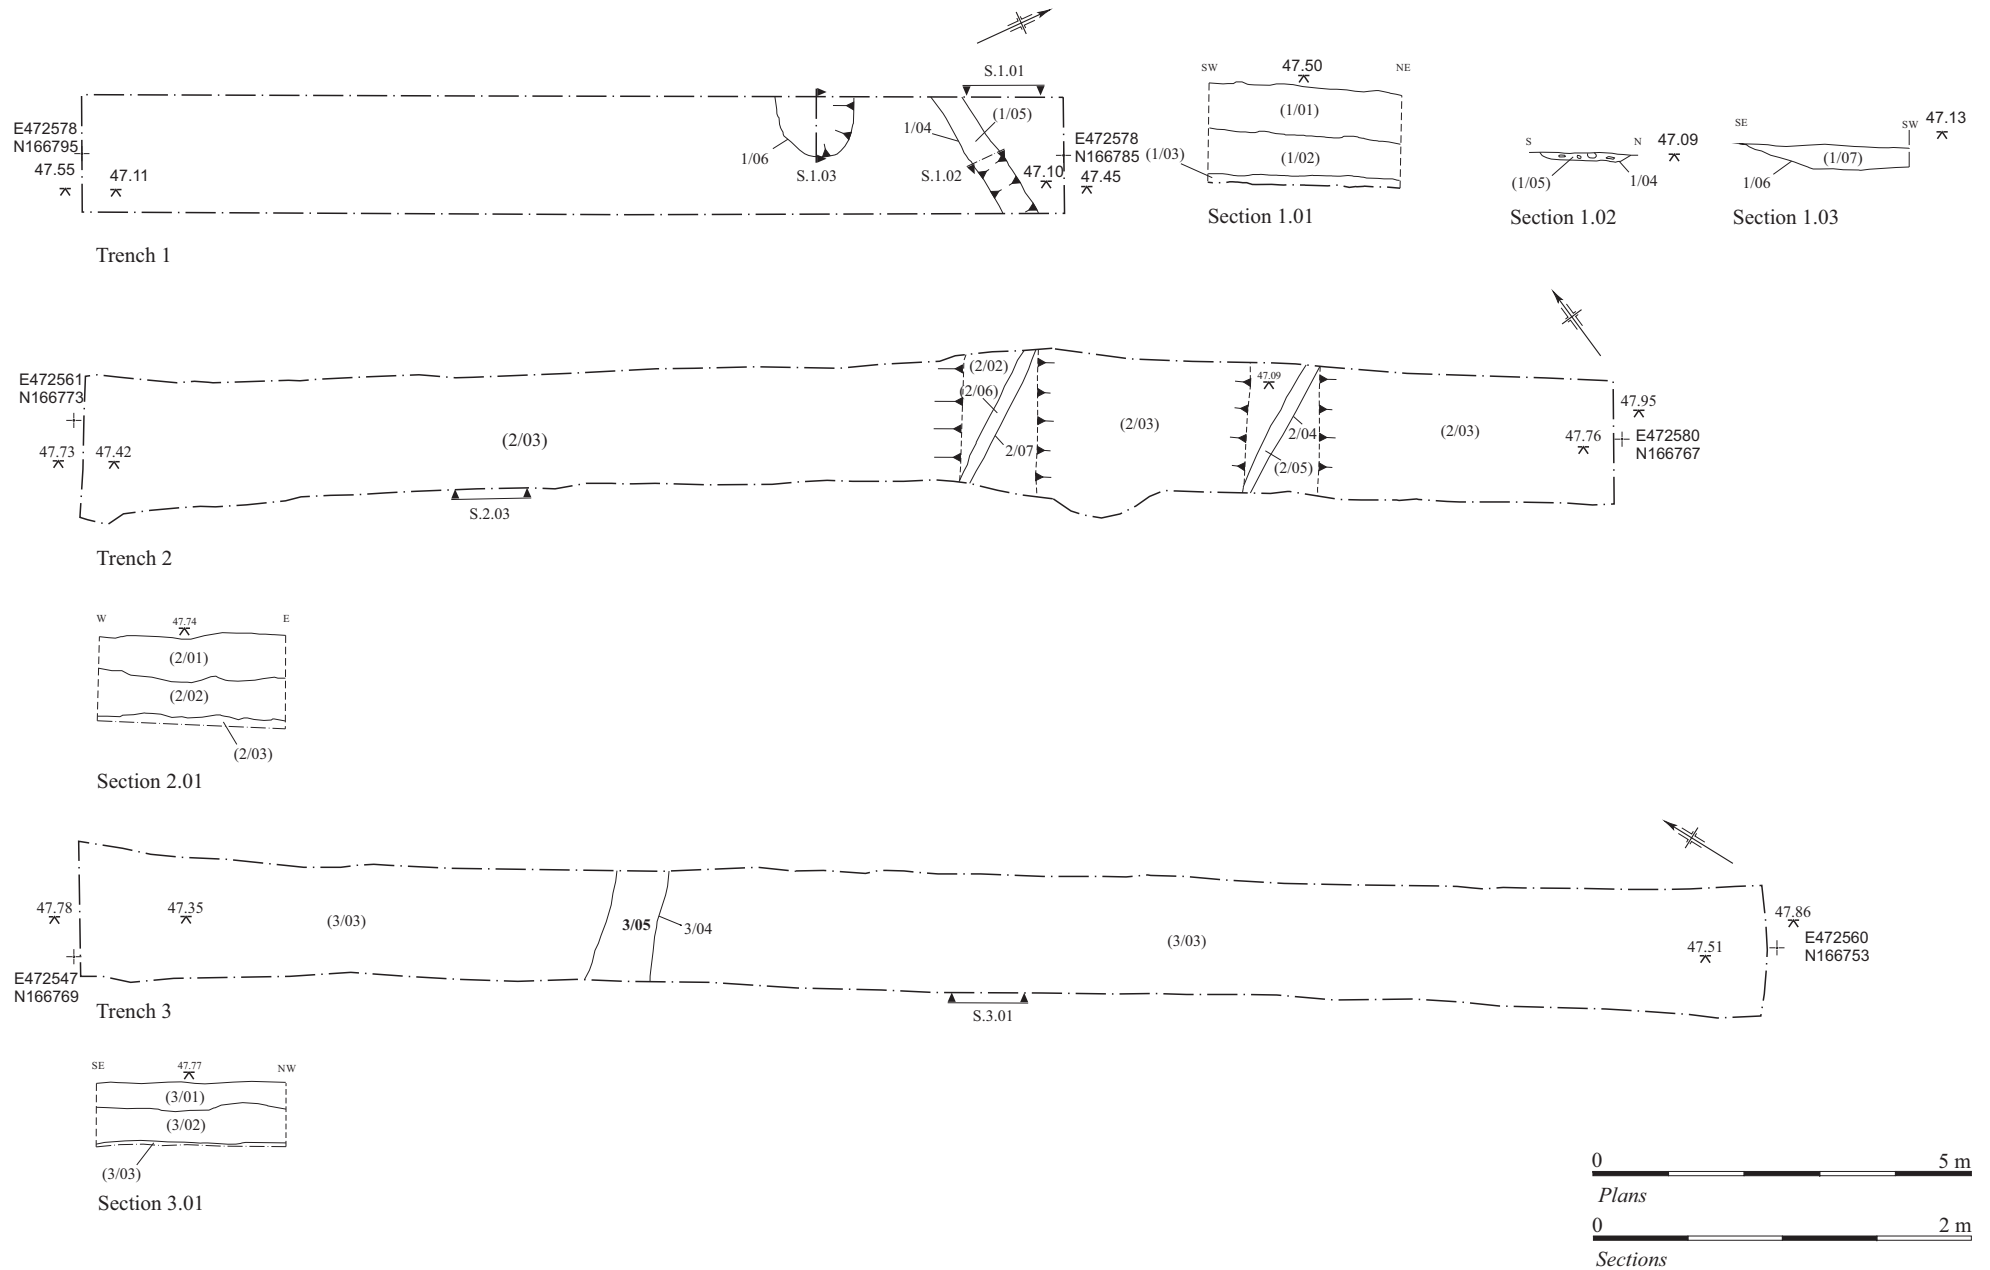 S.1.01
SW
47.50
NE
(1/01)
(1/02)
(1/03)
Section 1.01
E472578
N166795
47.55
47.11
1/06
S.1.03
1/04
(1/05)
S.1.02
47.10
E472578
N166785
47.45
Trench 1
S
N
47.09
(1/05)
1/04
Section 1.02
SE
SW
47.13
(1/07)
1/06
Section 1.03
E472561
N166773
47.73
47.42
(2/03)
S.2.03
(2/02)
(2/06)
2/07
(2/03)
47.09
2/04
(2/05)
(2/03)
47.95
47.76
E472580
N166767
Trench 2
W
47.74
E
(2/01)
(2/02)
(2/03)
Section 2.01
47.78
47.35
(3/03)
3/05
3/04
(3/03)
47.51
47.86
E472560
N166753
E472547
N166769
Trench 3
S.3.01
SE
47.77
NW
(3/01)
(3/02)
(3/03)
Section 3.01
0 5 m
Plans
0 2 m
Sections